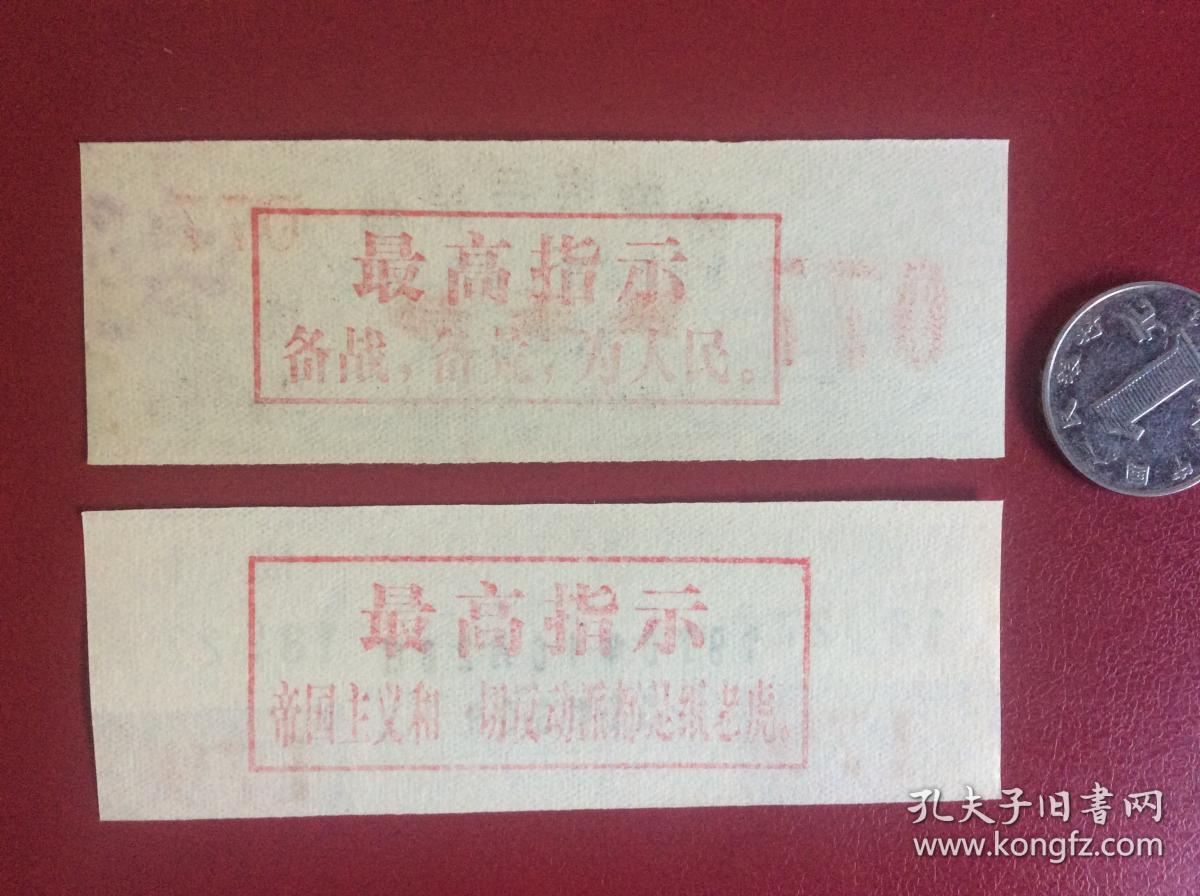 最高指示
备战，备荒，为人民。
最高指示
帝国主义和一切反动派都是纸老虎。
孔夫子旧书网
www.kongfz.com